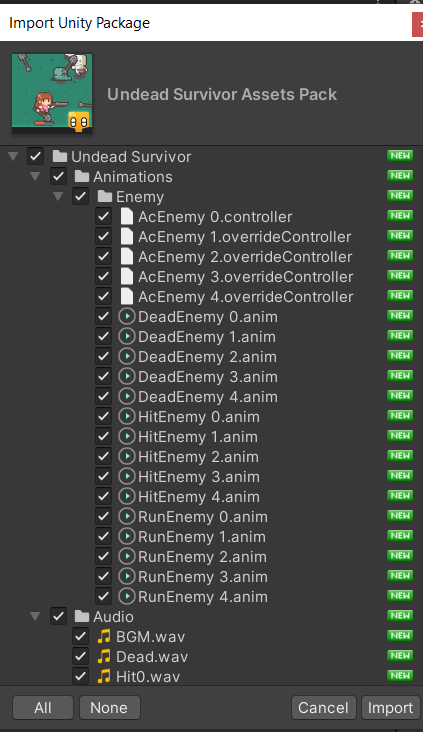 Import Unity Package
Undead Survivor Assets Pack
Undead Survivor NEW
Animations NEW
Enemy NEW
AcEnemy 0.controller NEW
AcEnemy 1.overrideController NEW
AcEnemy 2.overrideController NEW
AcEnemy 3.overrideController NEW
AcEnemy 4.overrideController NEW
DeadEnemy 0.anim NEW
DeadEnemy 1.anim NEW
DeadEnemy 2.anim NEW
DeadEnemy 3.anim NEW
DeadEnemy 4.anim NEW
HitEnemy 0.anim NEW
HitEnemy 1.anim NEW
HitEnemy 2.anim NEW
HitEnemy 3.anim NEW
HitEnemy 4.anim NEW
RunEnemy 0.anim NEW
RunEnemy 1.anim NEW
RunEnemy 2.anim NEW
RunEnemy 3.anim NEW
RunEnemy 4.anim NEW
Audio NEW
BGM.wav NEW
Dead.wav NEW
Hit0.wav NEW
All None Cancel Import